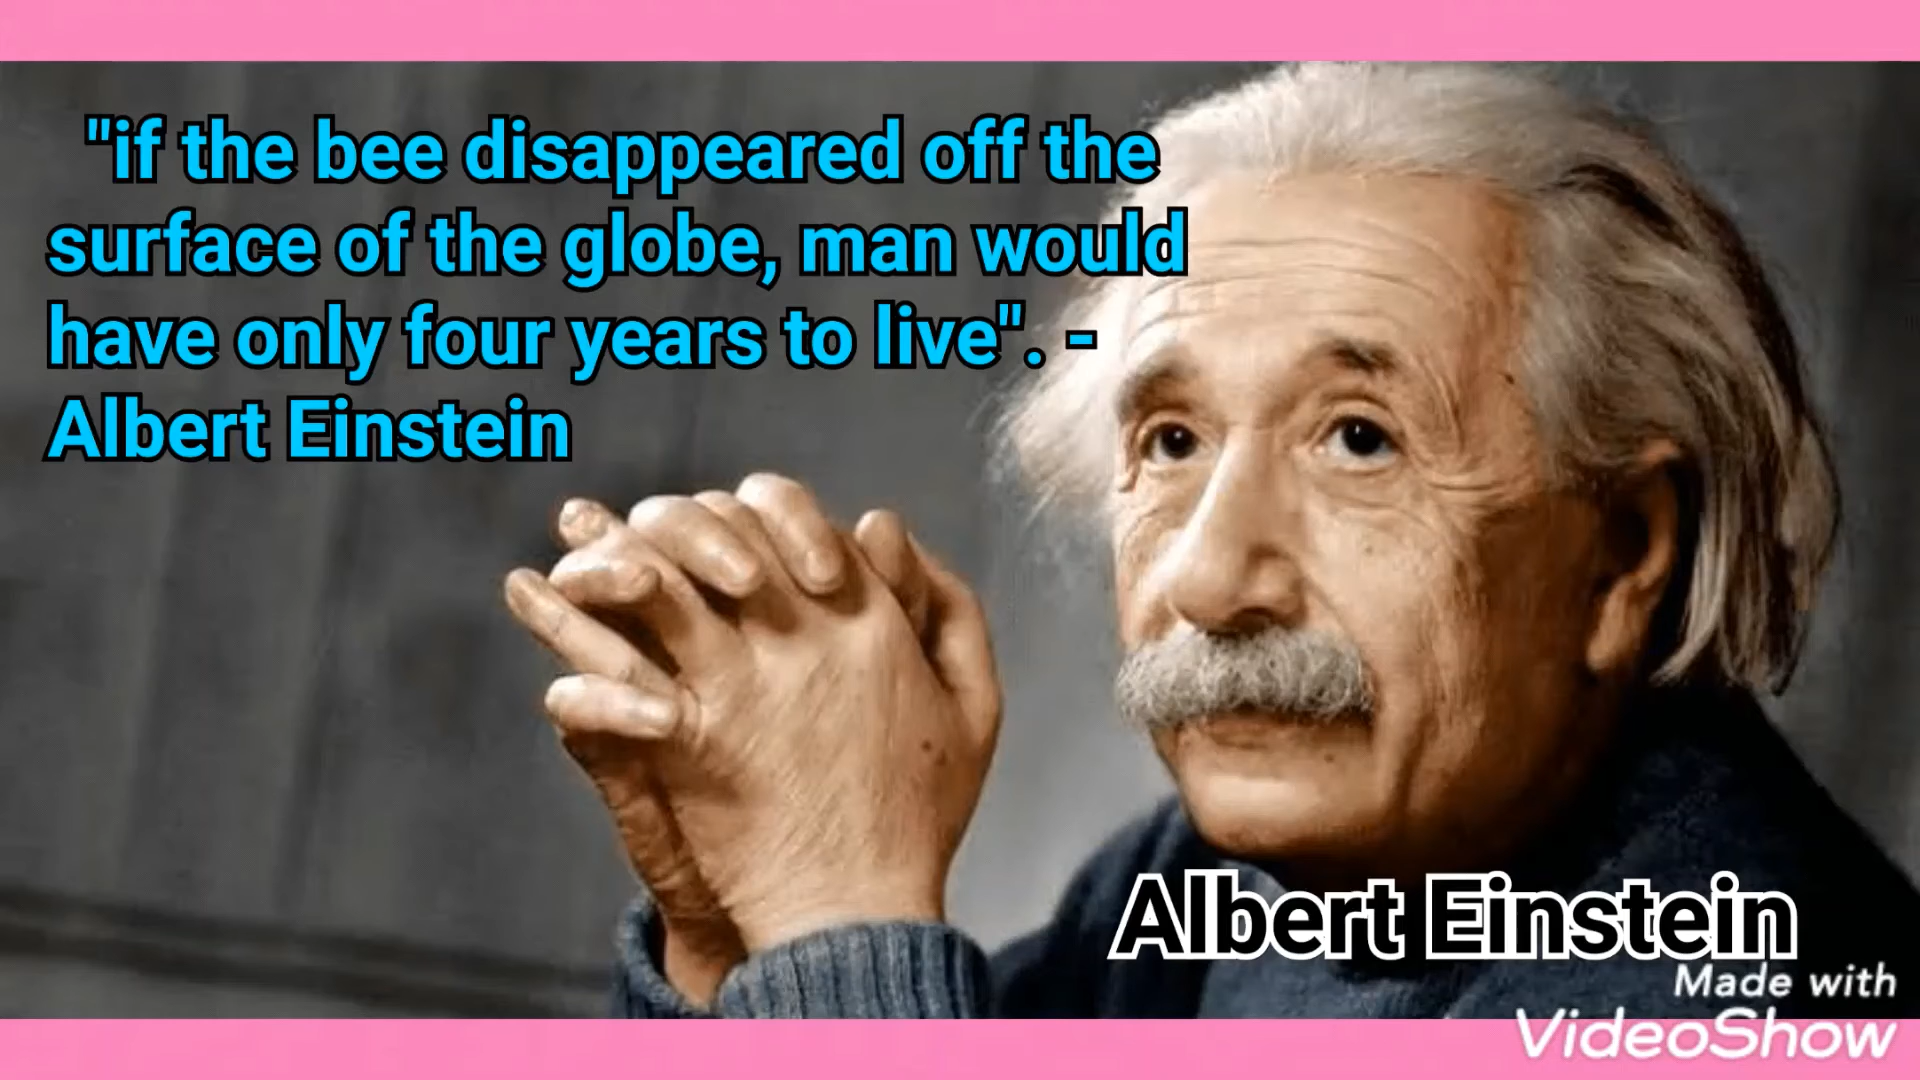 "if the bee disappeared off the
surface of the globe, man would
have only four years to live". -
Albert Einstein
Albert Einstein
Made with
VideoShow